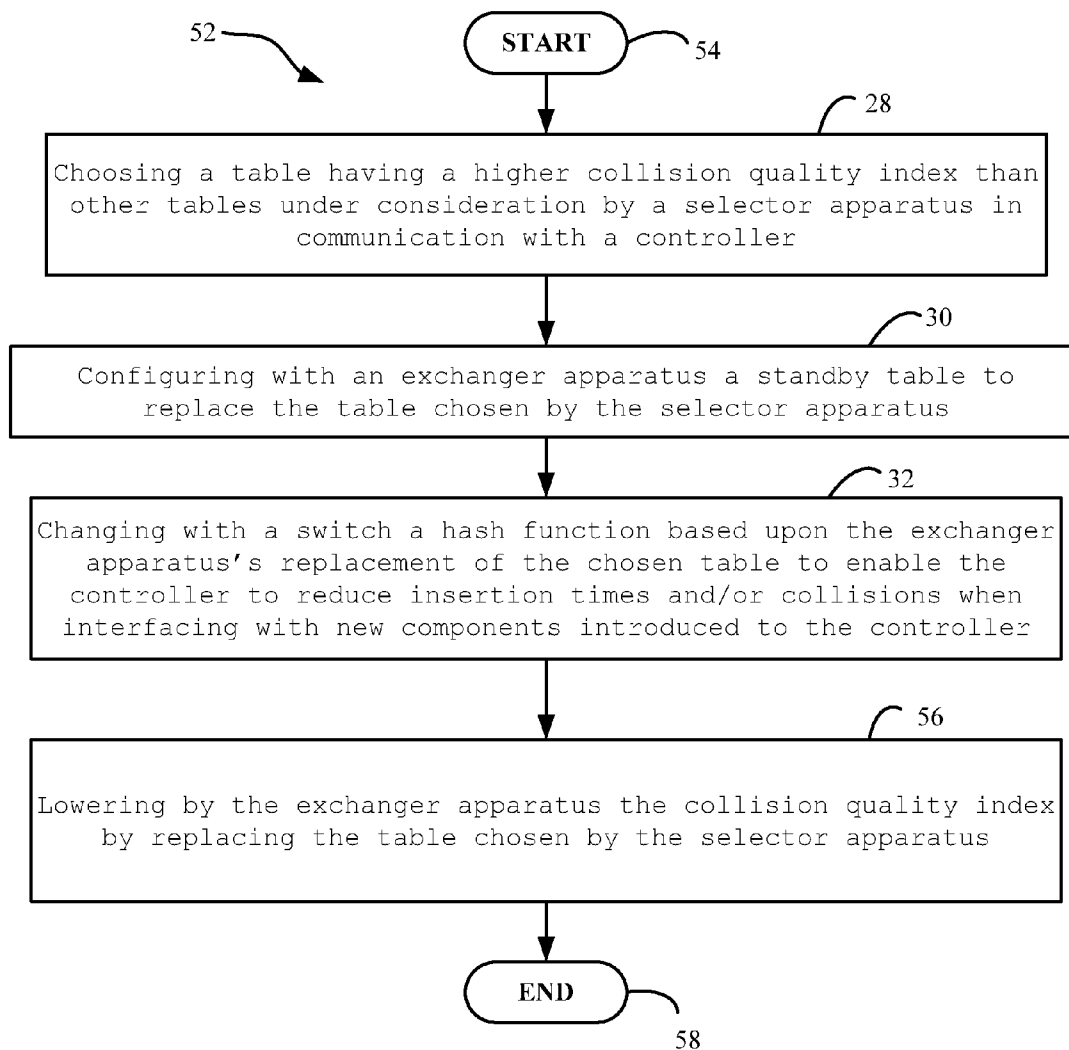 52
START
54
28
Choosing a table having a higher collision quality index than
other tables under consideration by a selector apparatus in
communication with a controller
30
Configuring with an exchanger apparatus a standby table to
replace the table chosen by the selector apparatus
32
Changing with a switch a hash function based upon the exchanger
apparatus's replacement of the chosen table to enable the
controller to reduce insertion times and/or collisions when
interfacing with new components introduced to the controller
56
Lowering by the exchanger apparatus the collision quality index
by replacing the table chosen by the selector apparatus
END
58